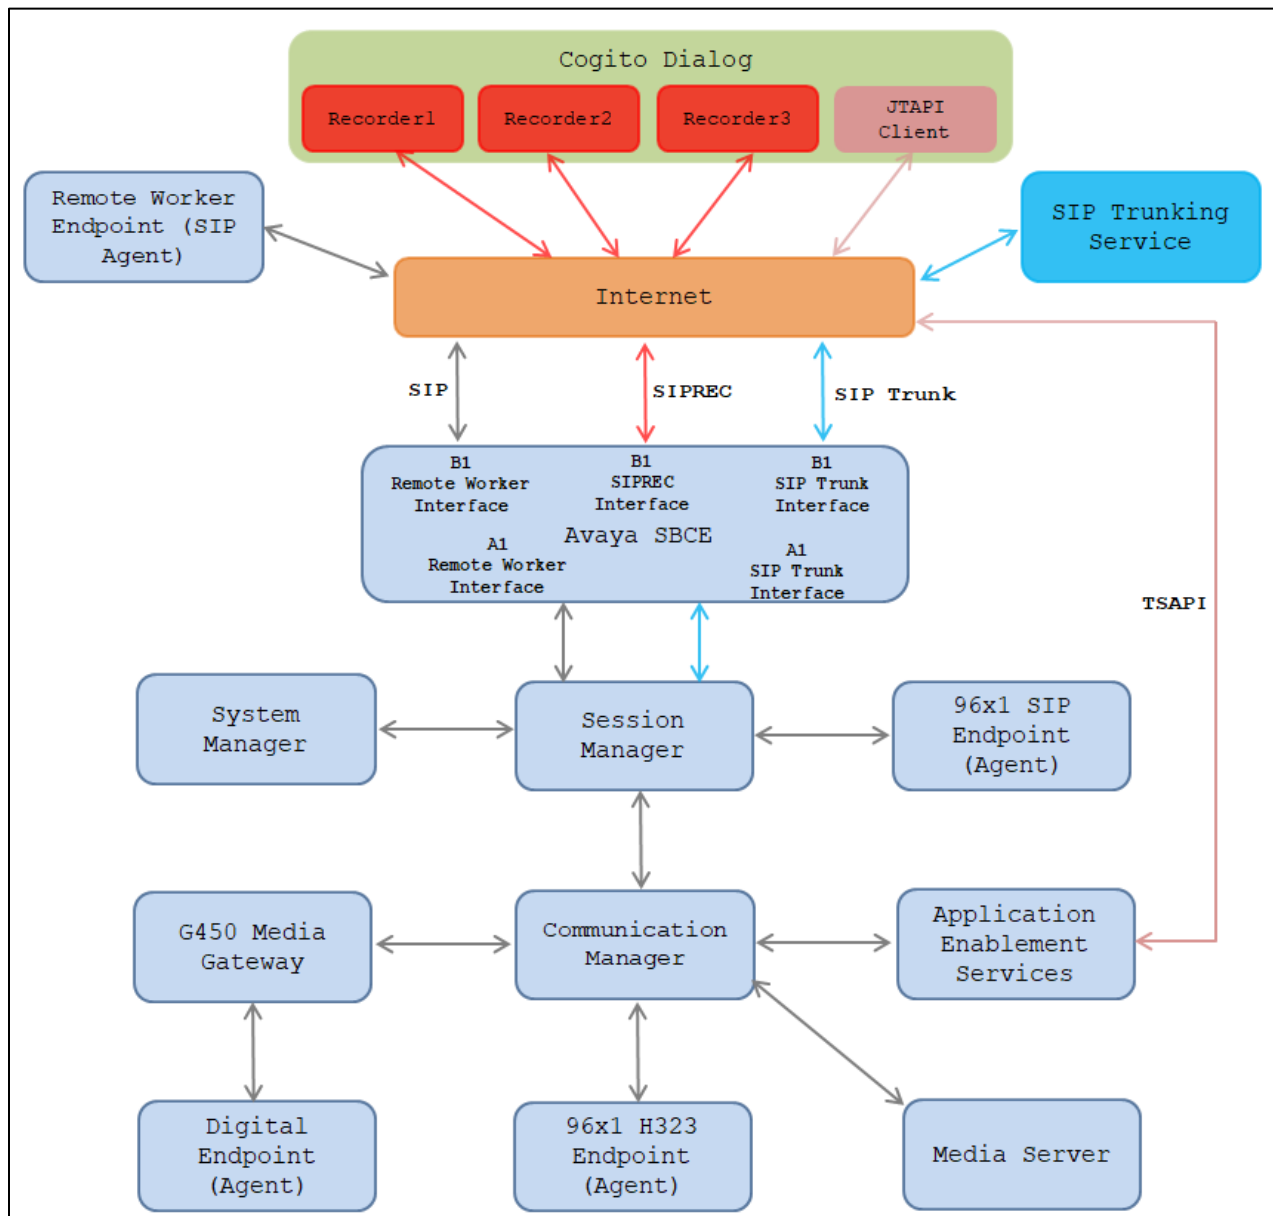 Cogito Dialog
Recorder1
Recorder2
Recorder3
JTAPI
Client
Remote Worker
Endpoint (SIP
Agent)
SIP Trunking
Service
Internet
SIP
SIPREC
SIP Trunk
B1
Remote Worker
Interface
B1
SIPREC
Interface
B1
SIP Trunk
Interface
Avaya SBCE
A1
Remote Worker
Interface
A1
SIP Trunk
Interface
TSAPI
System
Manager
Session
Manager
96x1 SIP
Endpoint
(Agent)
G450 Media
Gateway
Communication
Manager
Application
Enablement
Services
Digital
Endpoint
(Agent)
96x1 H323
Endpoint
(Agent)
Media Server